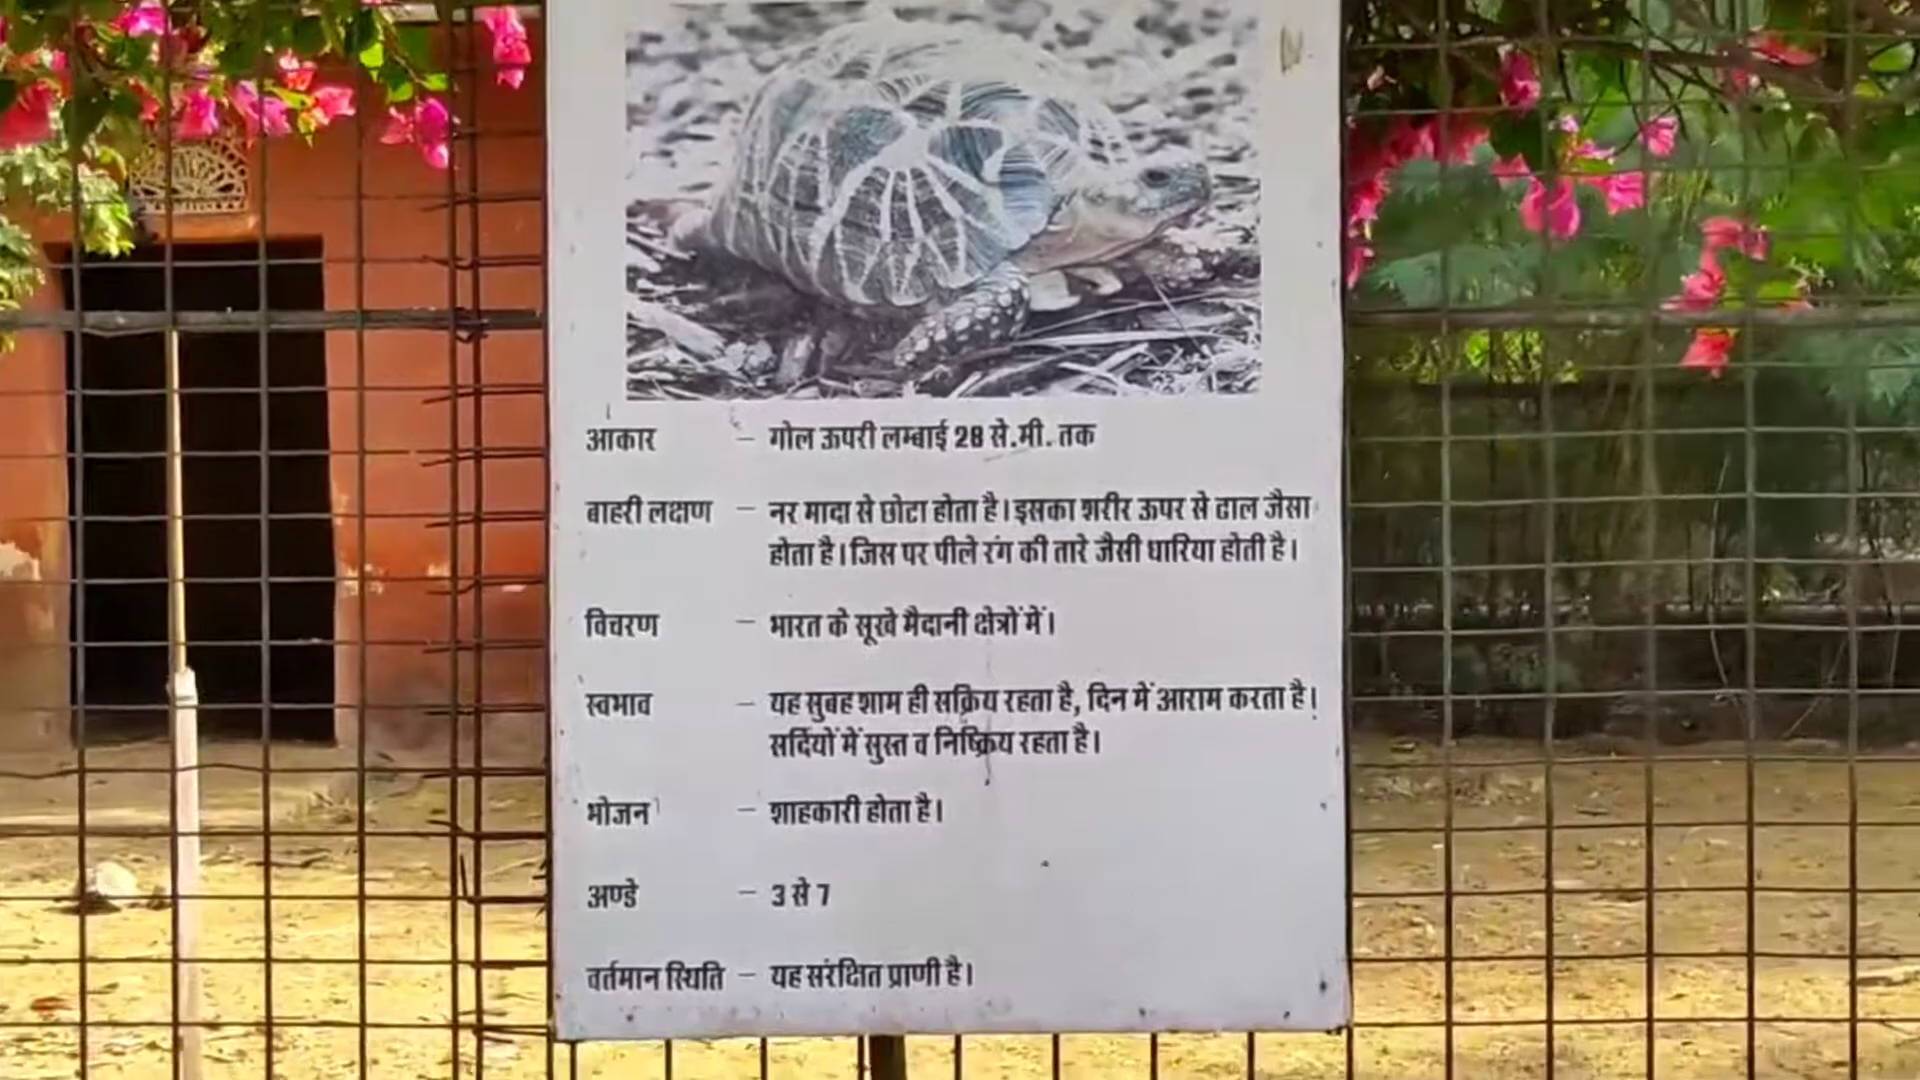 आकार – गोल ऊपरी लम्बाई 28 से.मी. तक
बाहरी लक्षण – नर मादा से छोटा होता है। इसका शरीर ऊपर से ढाल जैसा
होता है। जिस पर पीले रंग की तारे जैसी धारिया होती है।
विचरण – भारत के सूखे मैदानी क्षेत्रों में।
स्वभाव – यह सुबह शाम ही सक्रिय रहता है, दिन में आराम करता है।
सर्दियों में सुस्त व निष्क्रिय रहता है।
भोजन – शाहकारी होता है।
अण्डे – 3 से 7
वर्तमान स्थिति – यह संरक्षित प्राणी है।